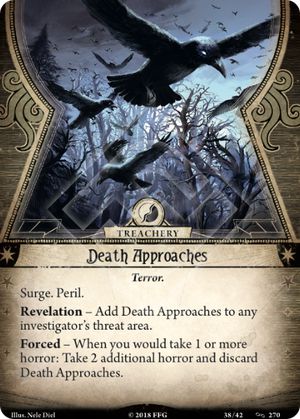 TREACHERY
Death Approaches
Terror.
Surge. Peril.
Revelation – Add Death Approaches to any
investigator's threat area.
Forced – When you would take 1 or more
horror: Take 2 additional horror and discard
Death Approaches.
Illus. Nele Diel © 2018 FFG 38/42 270